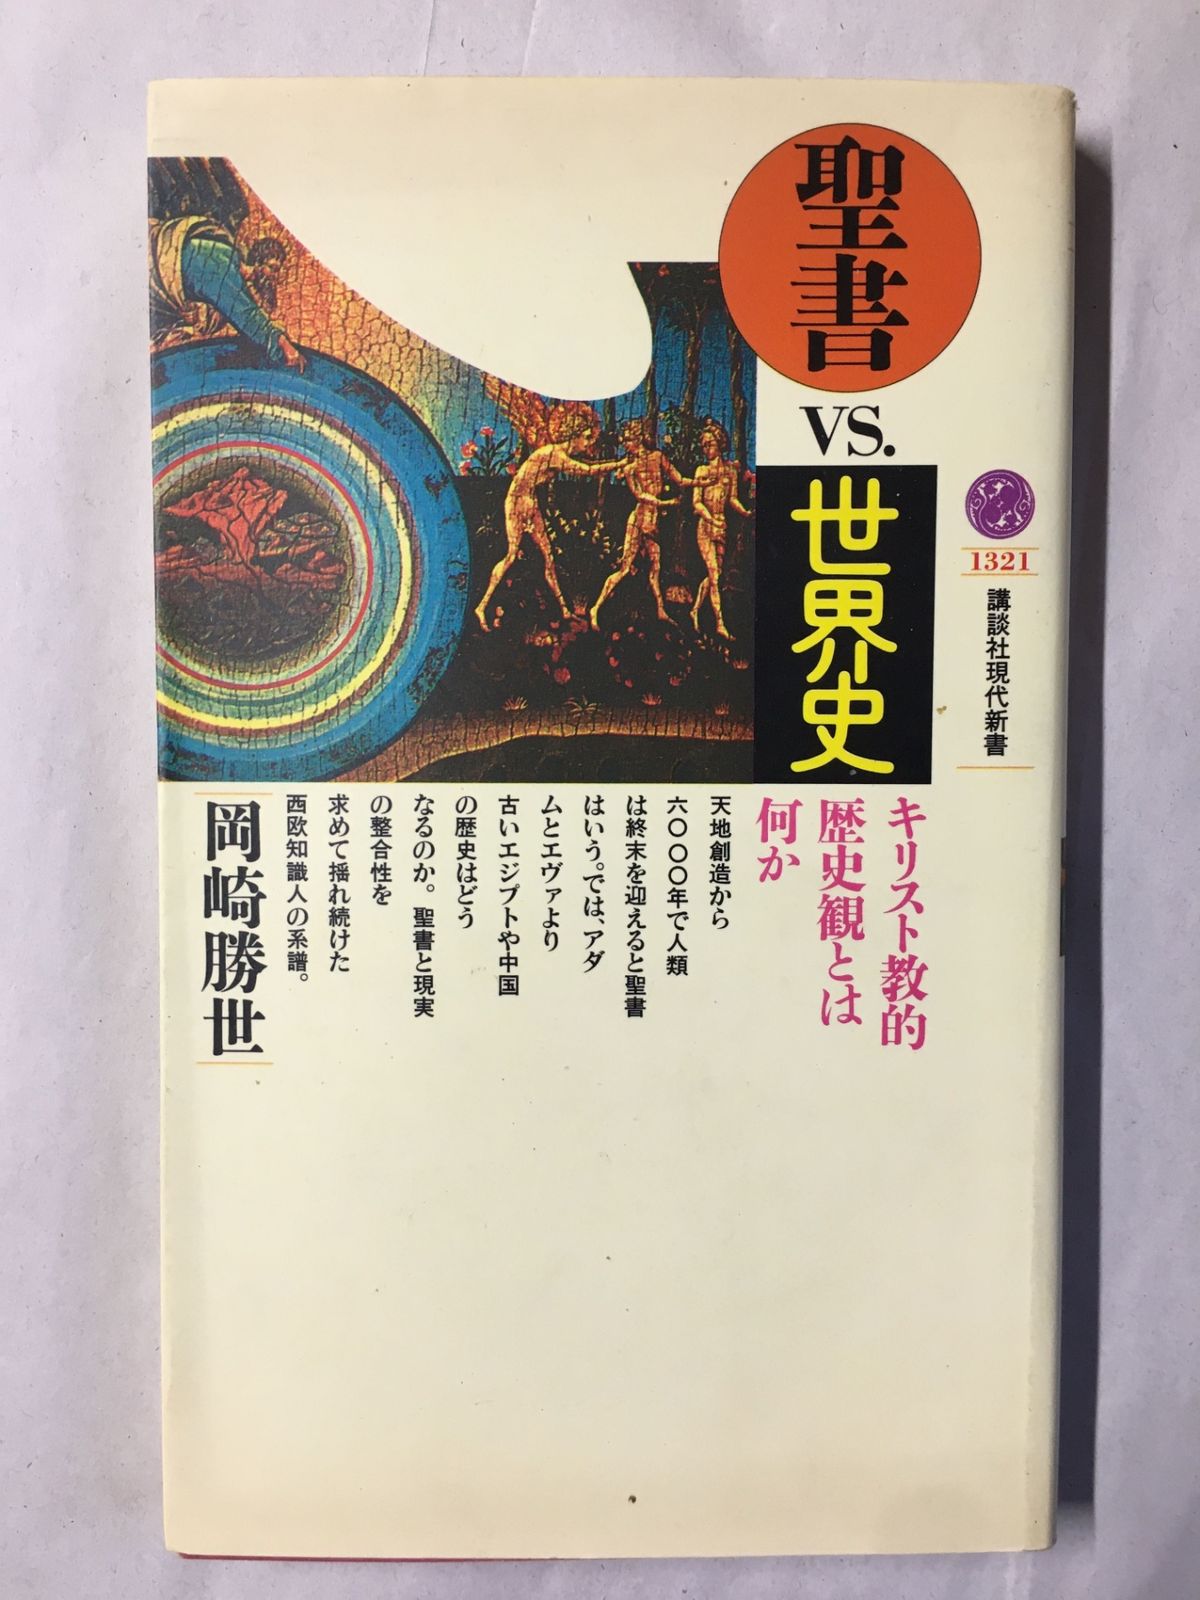 聖書
VS.
世界史
1321
講談社現代新書
キリスト教的
歴史観とは
何か
天地創造から
六〇〇〇年で人類
は終末を迎えると聖書
はいう。では、アダ
ムとエヴァより
古いエジプトや中国
の歴史はどう
なるのか。聖書と現実
の整合性を
求めて揺れ続けた
西欧知識人の系譜。
岡崎勝世